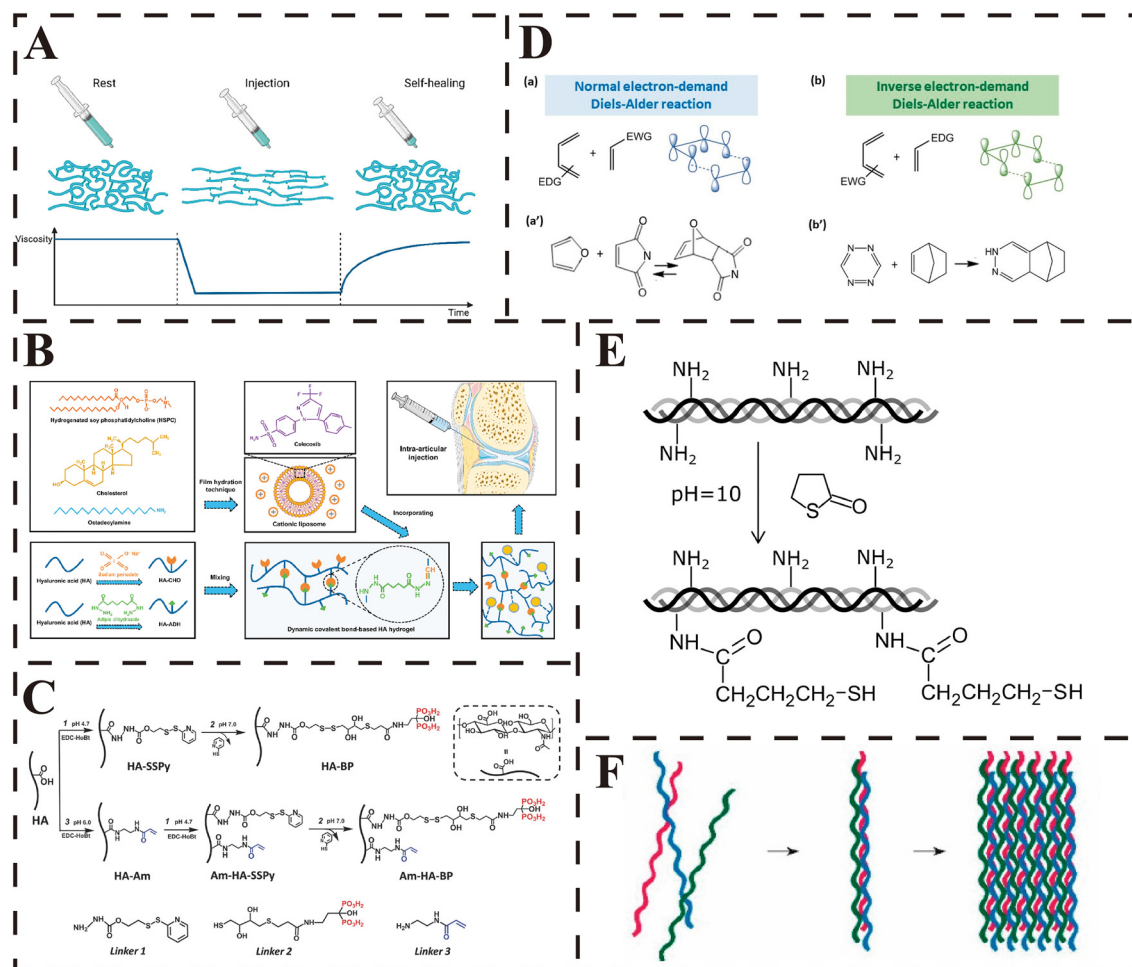 A
Rest
Injection
Self-healing
Viscosity
Time
B
Hydrogenated soy phosphatidylcholine (HSPC)
Cholesterol
Ostadecylamine
Film hydration
technique
Celecoxib
Cationic liposome
Incorporating
Intra-articular
injection
Hyaluronic acid (HA)
Sodium periodate
HA-CHO
Hyaluronic acid (HA)
Adipic dihydrazide
HA-ADH
Mixing
Dynamic covalent bond-based HA hydrogel
C
HA
1 pH 4.7
EDC-HoBt
HA-SSPy
2 pH 7.0
HA-BP
3 pH 6.0
EDC-HoBt
HA-Am
1 pH 4.7
EDC-HoBt
Am-HA-SSPy
2 pH 7.0
Am-HA-BP
Linker 1
Linker 2
Linker 3
D
(a)
Normal electron-demand
Diels-Alder reaction
EDG
+
EWG
(b)
Inverse electron-demand
Diels-Alder reaction
EWG
+
EDG
(a')
+
(b')
+
E
NH2 NH2 NH2
NH2 NH2
pH=10
S O
NH2 NH2 NH2
NH NH
C O C O
CH2CH2CH2-SH CH2CH2CH2-SH
F